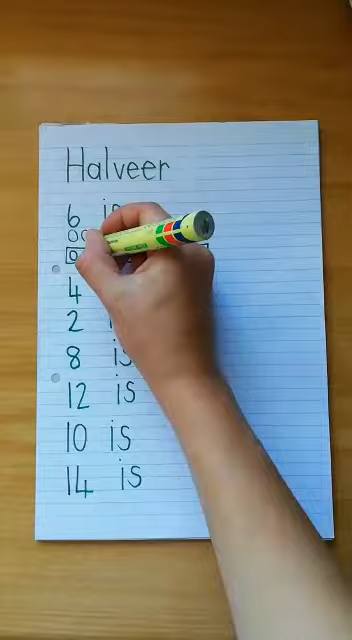 Halveer
6 is
4
2
8 is
12 is
10 is
14 is